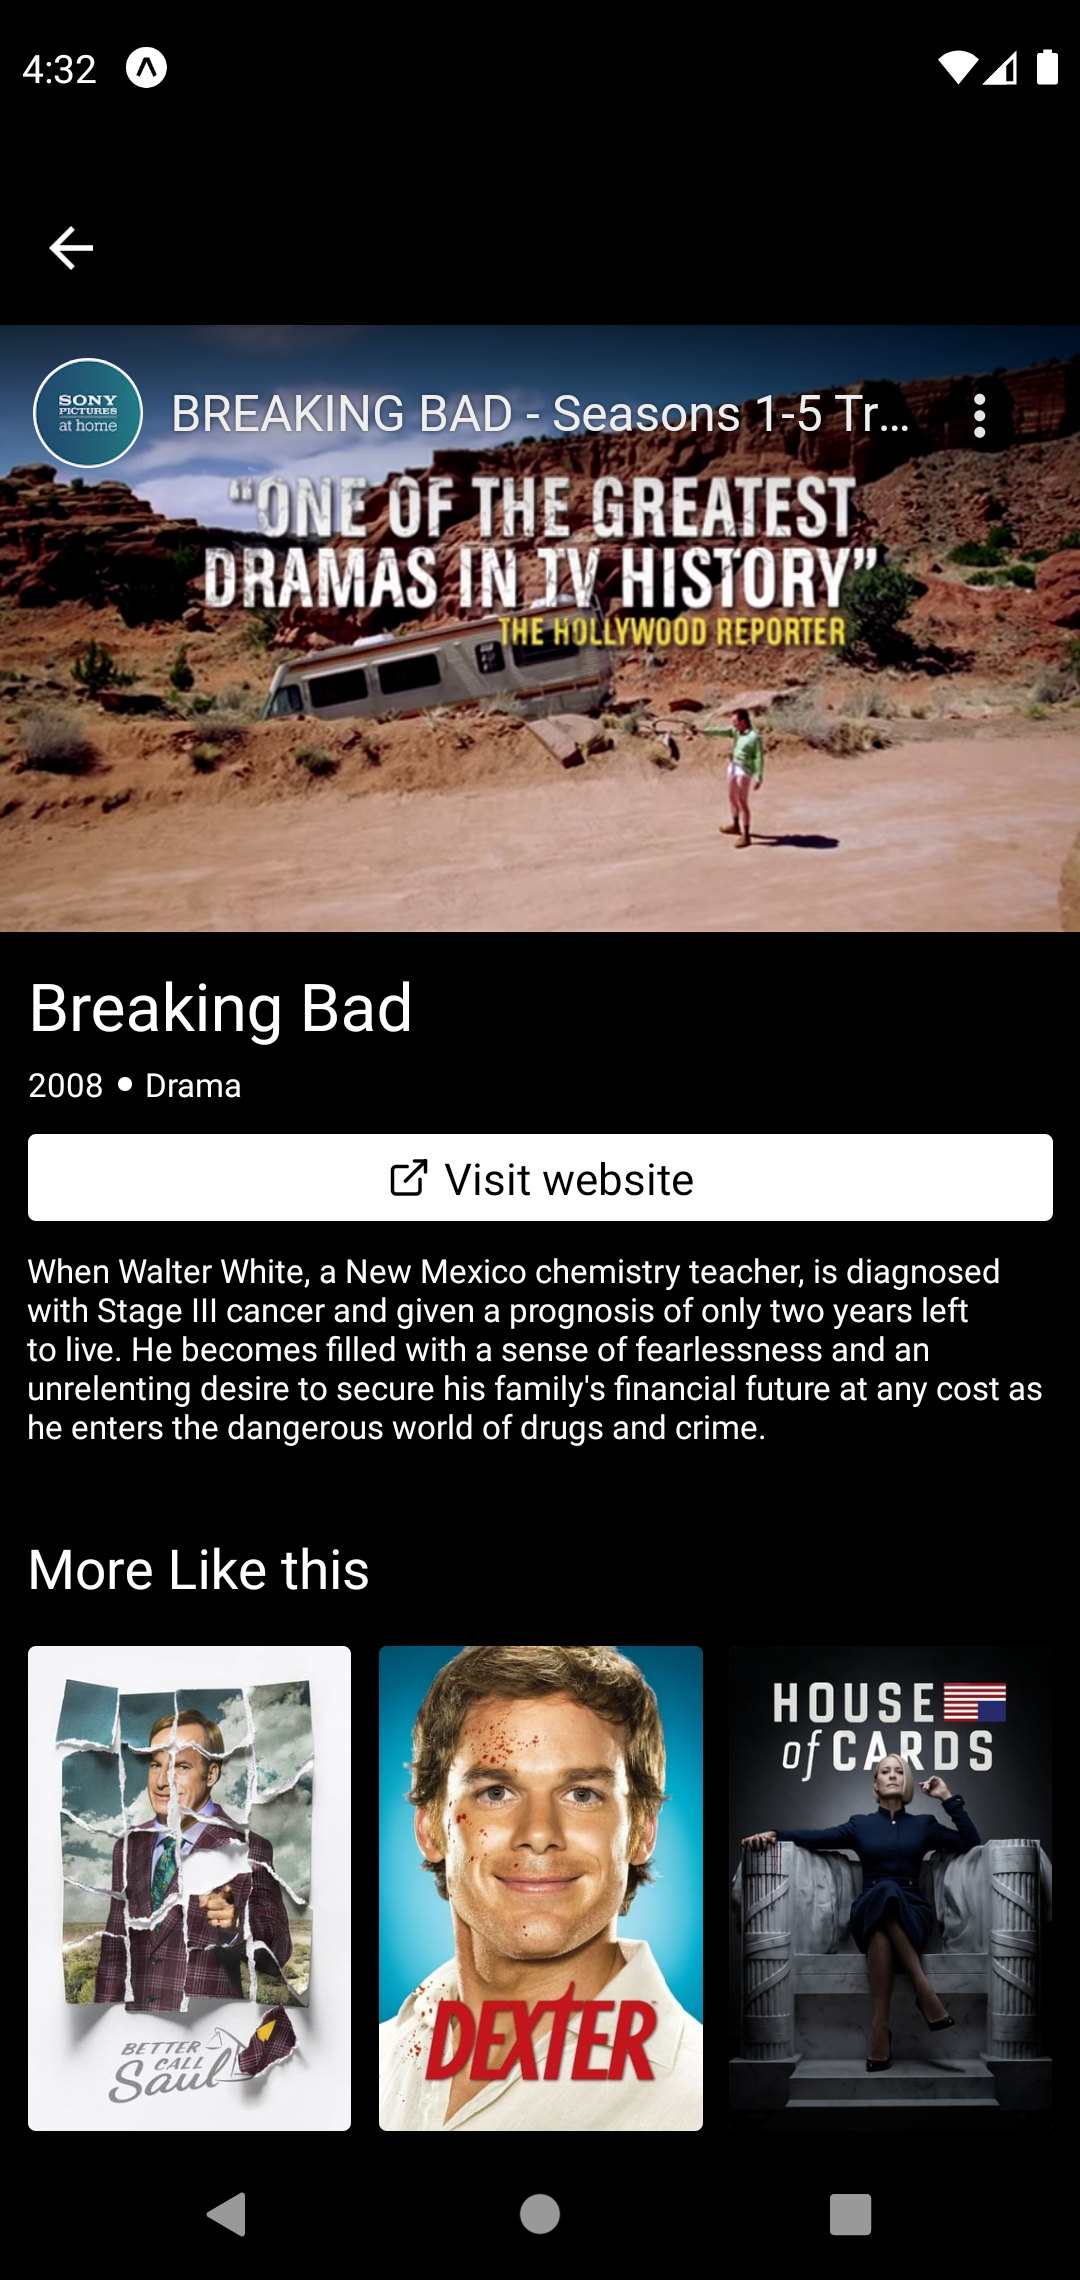 4:32
SONY
PICTURES
at home
BREAKING BAD - Seasons 1-5 Tr...
“ONE OF THE GREATEST
DRAMAS IN TV HISTORY”
THE HOLLYWOOD REPORTER
Breaking Bad
2008 • Drama
Visit website
When Walter White, a New Mexico chemistry teacher, is diagnosed
with Stage III cancer and given a prognosis of only two years left
to live. He becomes filled with a sense of fearlessness and an
unrelenting desire to secure his family's financial future at any cost as
he enters the dangerous world of drugs and crime.
More Like this
BETTER
CALL
Saul
DEXTER
HOUSE
of CARDS